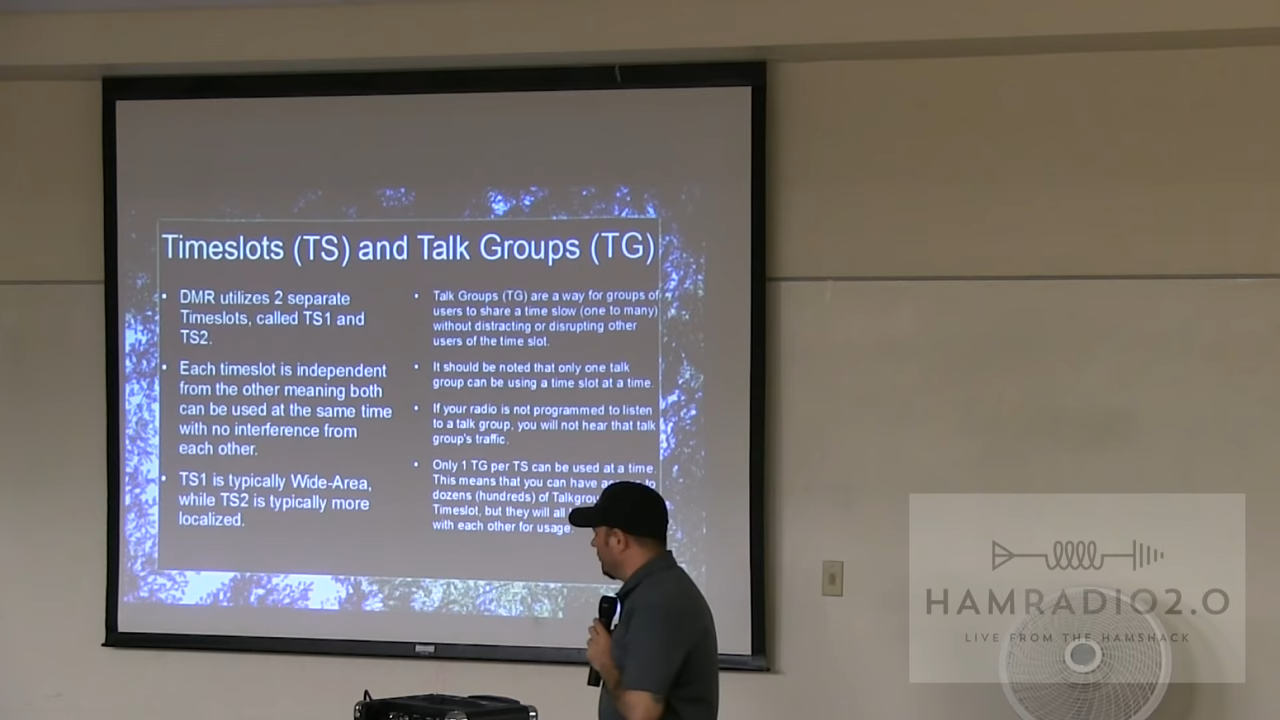 Timeslots (TS) and Talk Groups (TG)
• DMR utilizes 2 separate
Timeslots, called TS1 and
TS2.
• Each timeslot is independent
from the other meaning both
can be used at the same time
with no interference from
each other.
• TS1 is typically Wide-Area,
while TS2 is typically more
localized.
• Talk Groups (TG) are a way for groups of
users to share a time slow (one to many)
without distracting or disrupting other
users of the time slot.
• It should be noted that only one talk
group can be using a time slot at a time.
• If your radio is not programmed to listen
to a talk group, you will not hear that talk
group's traffic.
• Only 1 TG per TS can be used at a time.
This means that you can have to
dozens (hundreds) of
Timeslot, but they will all
with each other for usage.
HAMRADIO2.0
LIVE FROM THE HAMSHACK